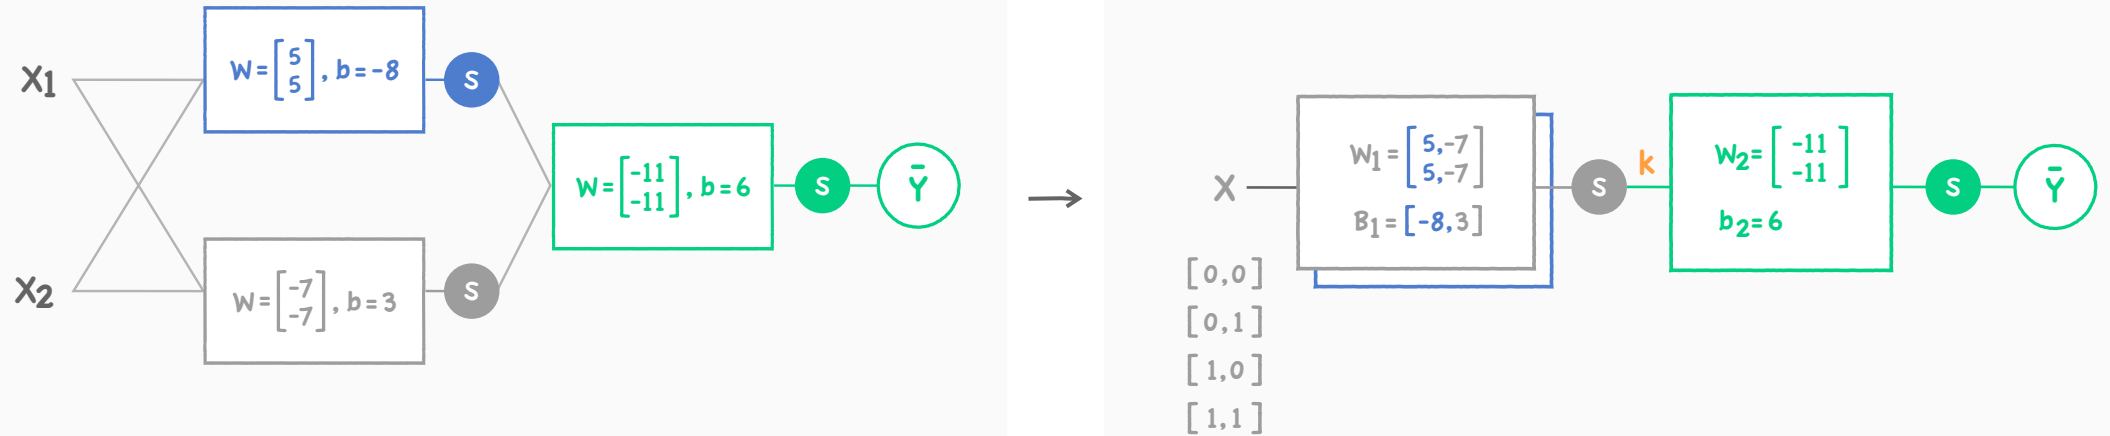 X1
X2
W = [5 5], b = -8
S
W = [-7 -7], b = 3
S
W = [-11 -11], b = 6
S
Ȳ
→
X
[0,0]
[0,1]
[1,0]
[1,1]
W1 = [5,-7 5,-7]
B1 = [-8,3]
S
k
W2 = [-11 -11]
b2 = 6
S
Ȳ